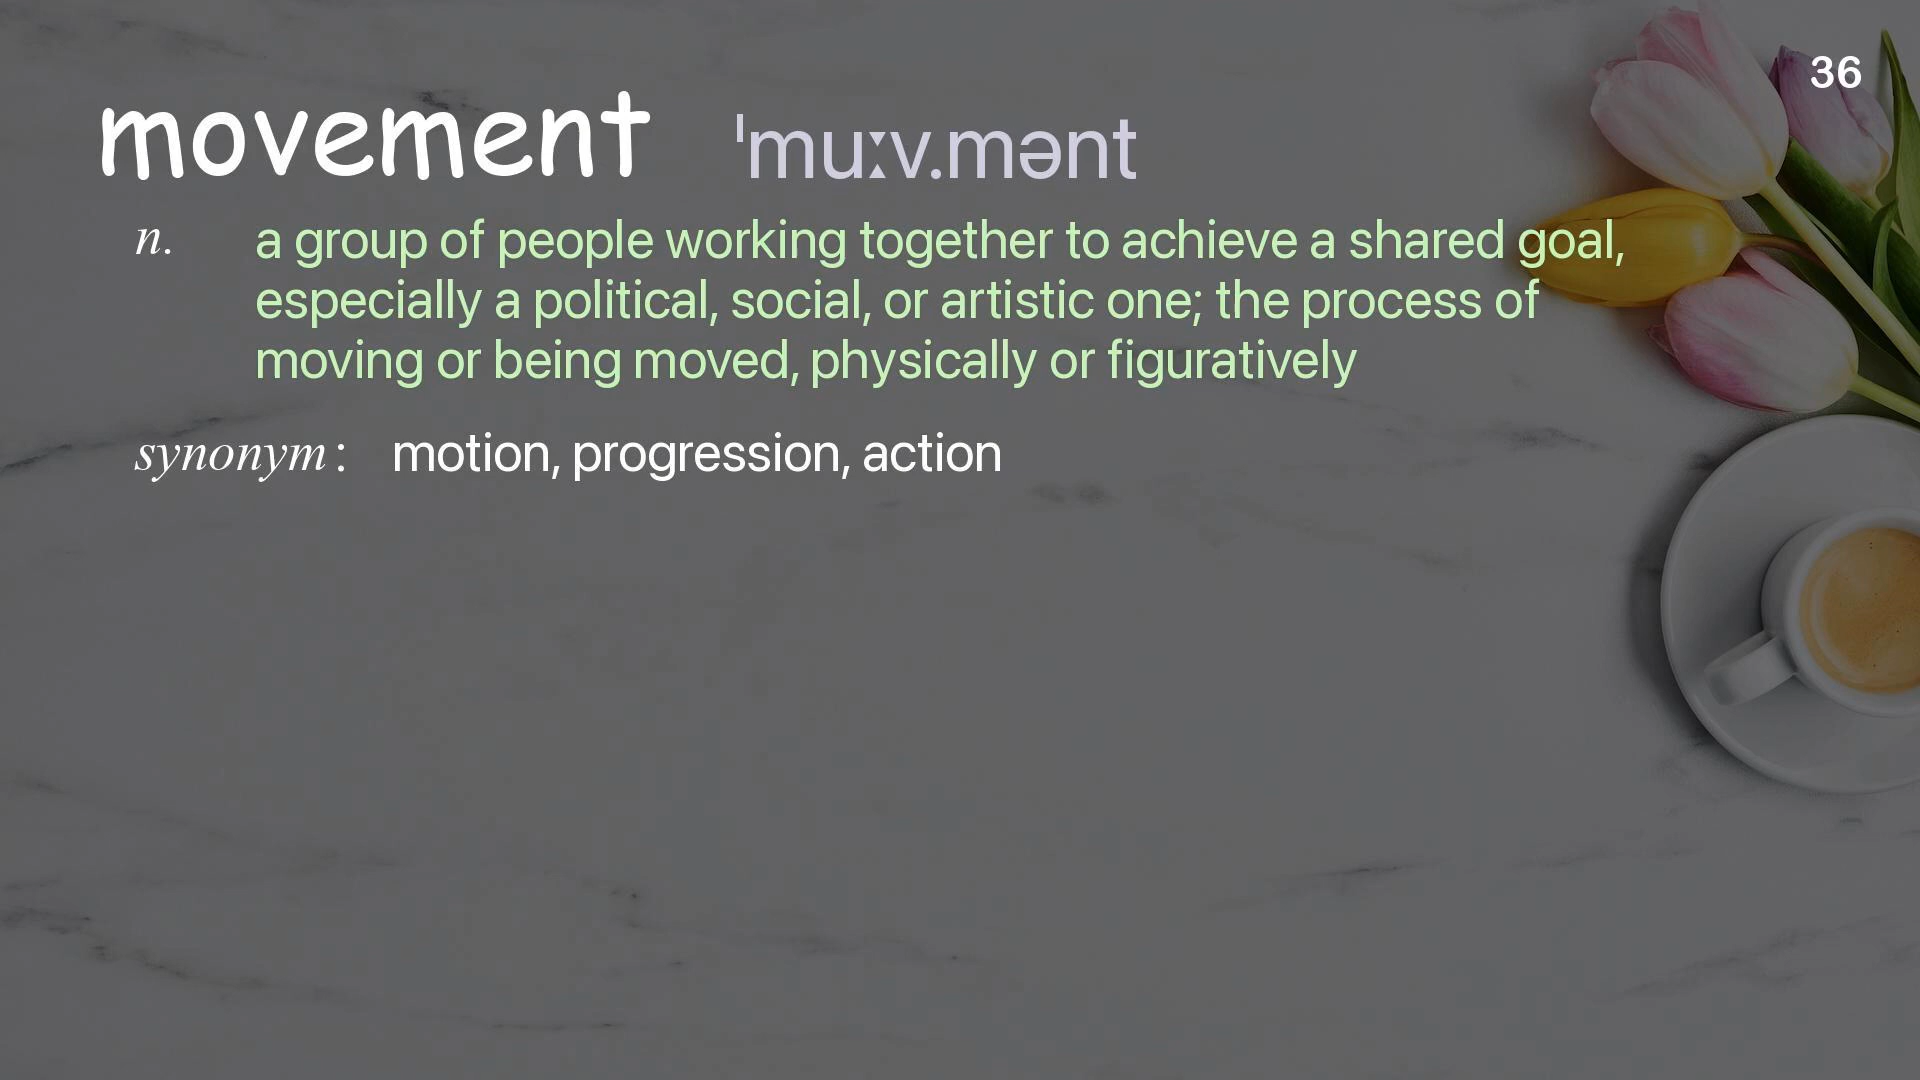 36
movement ˈmuːv.mənt
n. a group of people working together to achieve a shared goal,
especially a political, social, or artistic one; the process of
moving or being moved, physically or figuratively
synonym : motion, progression, action